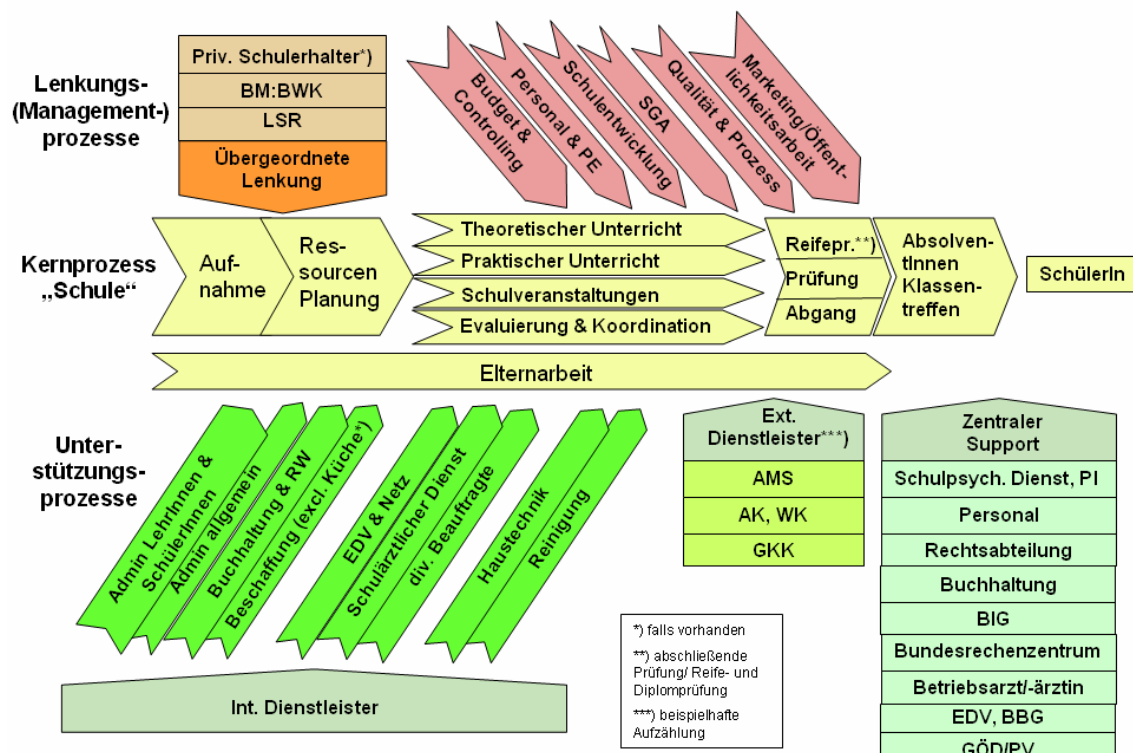 Lenkungs-
(Management-)
prozesse
Priv. Schulerhalter*)
BM:BWK
LSR
Übergeordnete
Lenkung
Budget &
Controlling
Personal & PE
Schulentwicklung
SGA
Qualität & Prozess
Marketing/Öffent-
lichkeitsarbeit
Kernprozess
„Schule“
Auf-
nahme
Res-
sourcen
Planung
Theoretischer Unterricht
Praktischer Unterricht
Schulveranstaltungen
Evaluierung & Koordination
Reifepr.**)
Prüfung
Abgang
Absolven-
tInnen
Klassen-
treffen
SchülerIn
Elternarbeit
Unter-
stützungs-
prozesse
Admin LehrInnen &
SchülerInnen
Admin allgemein
Buchhaltung & RW
Beschaffung (excl. Küche*)
EDV & Netz
Schulärztlicher Dienst
div. Beauftragte
Haustechnik
Reinigung
Int. Dienstleister
Ext.
Dienstleister***)
AMS
AK, WK
GKK
Zentraler
Support
Schulpsych. Dienst, PI
Personal
Rechtsabteilung
Buchhaltung
BIG
Bundesrechenzentrum
Betriebsarzt/-ärztin
EDV, BBG
GÖD/PV
*) falls vorhanden
**) abschließende
Prüfung/ Reife- und
Diplomprüfung
***) beispielhafte
Aufzählung